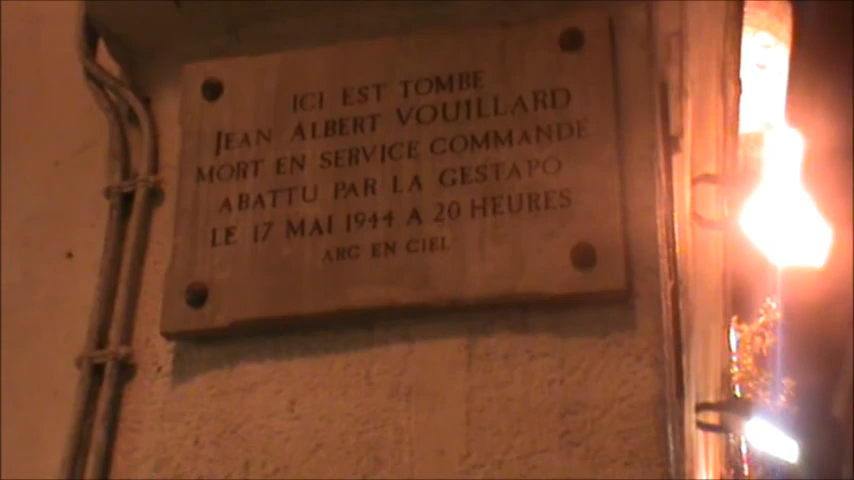 ICI EST TOMBE
JEAN ALBERT VOUILLARD
MORT EN SERVICE COMMANDÉ
ABATTU PAR LA GESTAPO
LE 17 MAI 1944 A 20 HEURES
ARC EN CIEL